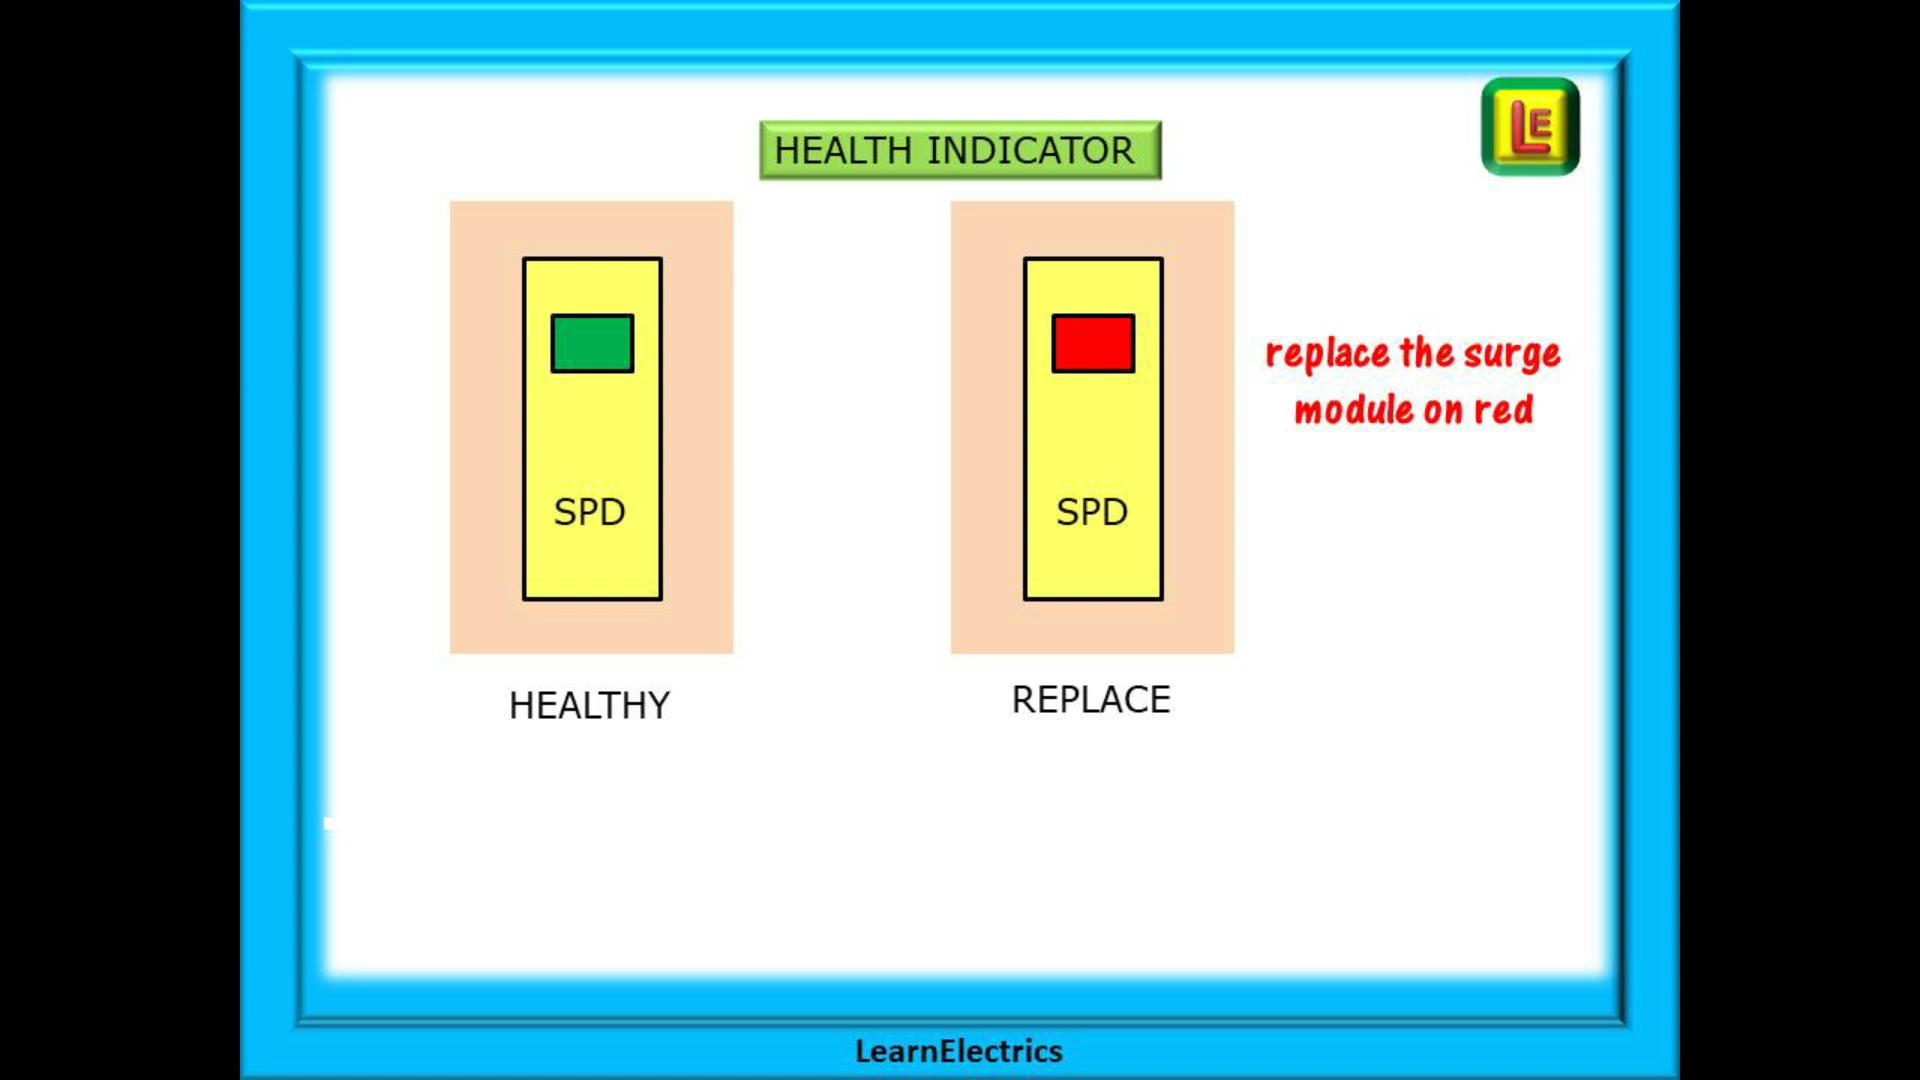 LE
HEALTH INDICATOR
replace the surge
module on red
SPD
SPD
HEALTHY
REPLACE
LearnElectrics